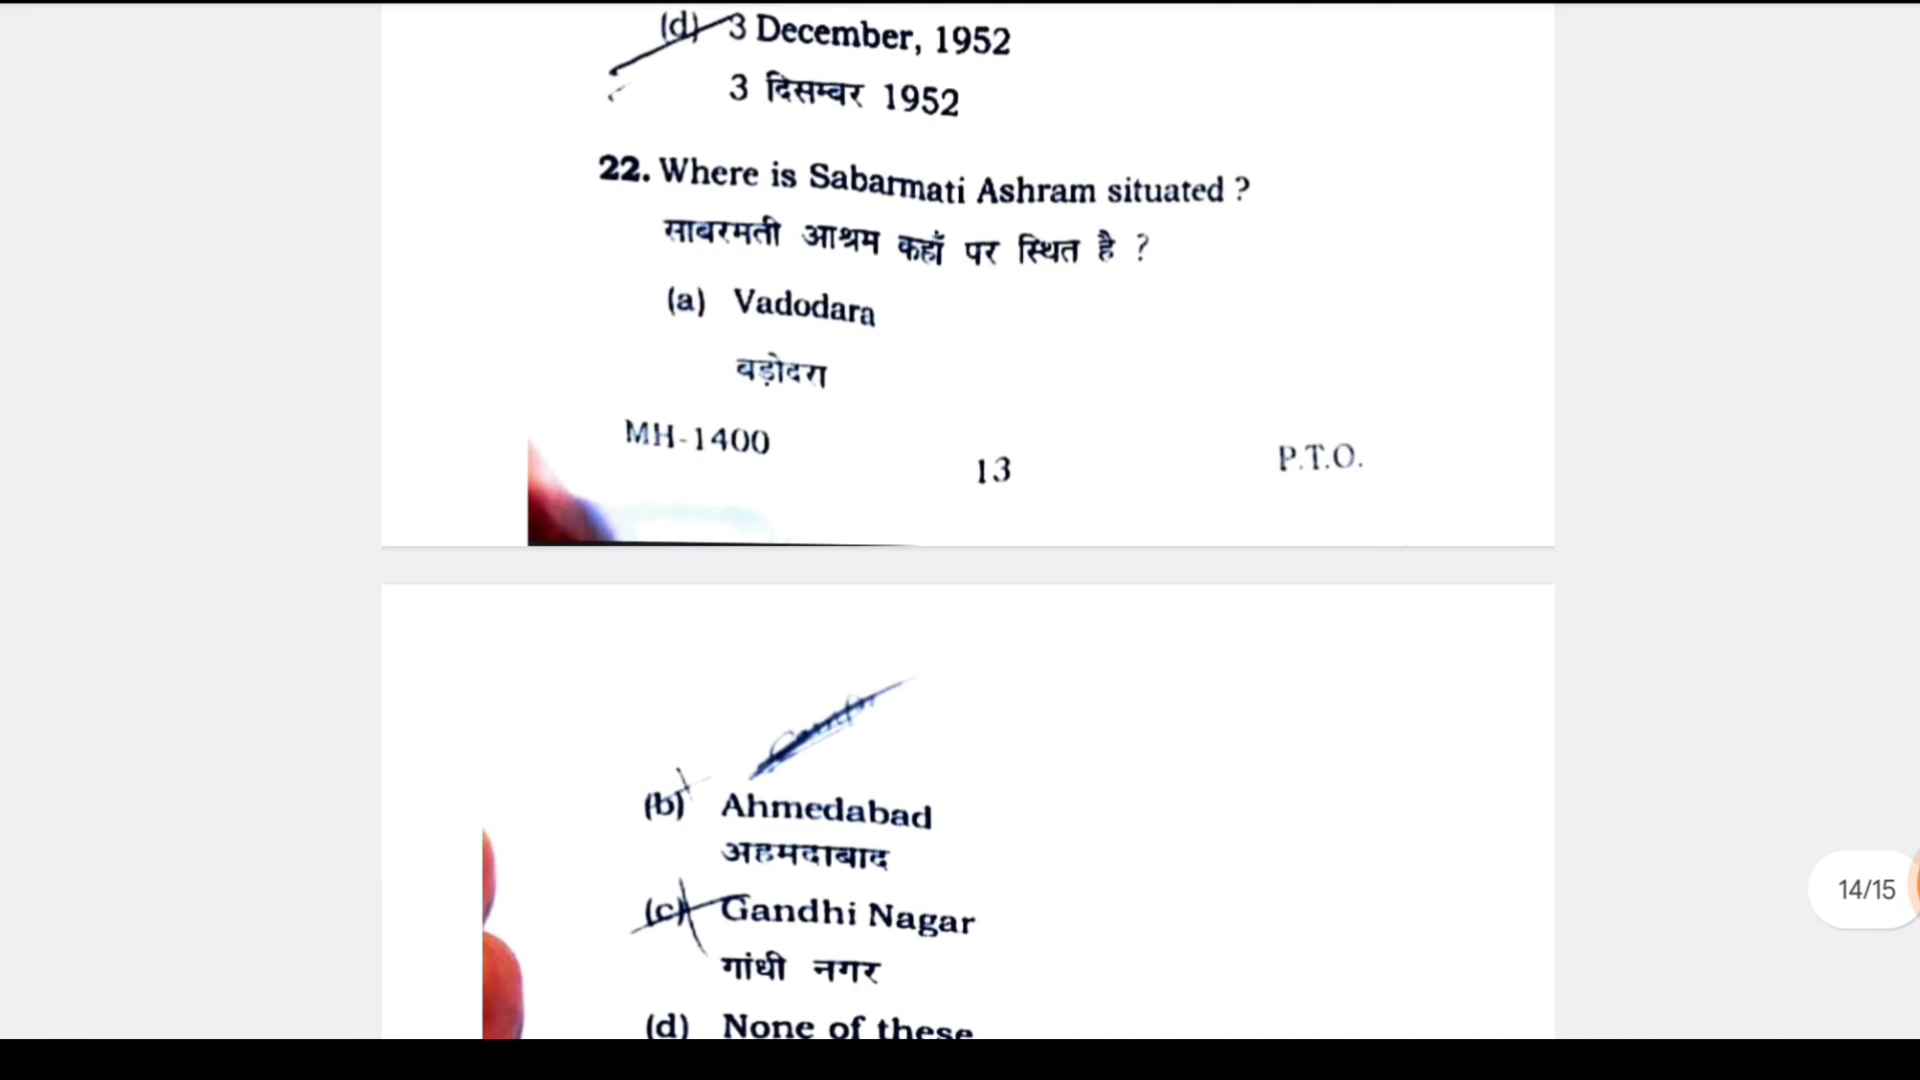 (d) 3 December, 1952
3 दिसम्बर 1952
22. Where is Sabarmati Ashram situated ?
साबरमती आश्रम कहाँ पर स्थित है ?
(a) Vadodara
बड़ोदरा
MH-1400
13
P.T.O.
(b) Ahmedabad
अहमदाबाद
(c) Gandhi Nagar
गांधी नगर
(d) None of these
14/15